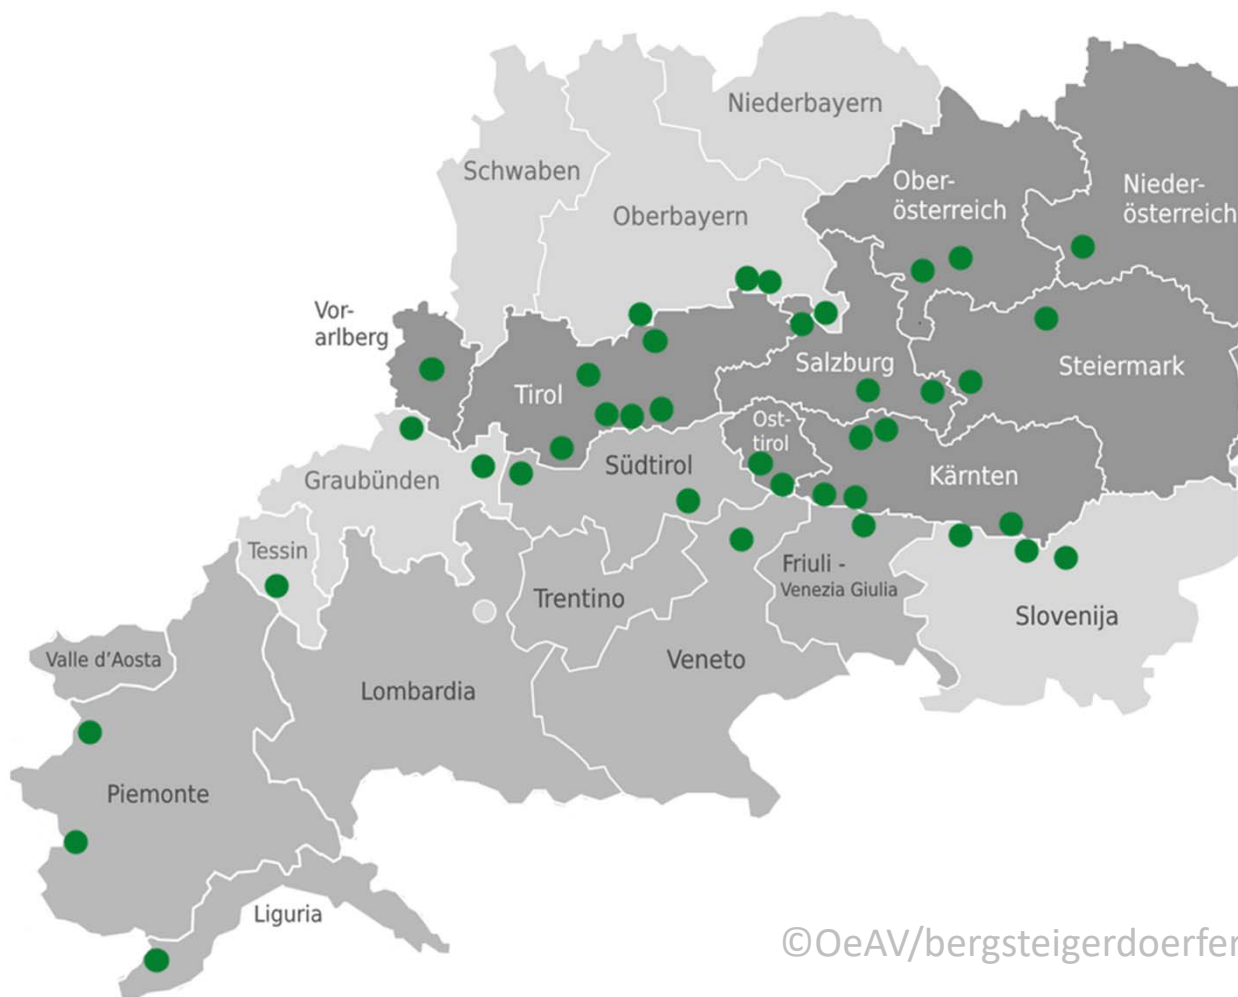 Niederbayern
Schwaben
Ober-
österreich
Nieder-
österreich
Oberbayern
Vor-
arlberg
Salzburg
Steiermark
Tirol
Ost-
tirol
Südtirol
Graubünden
Kärnten
Tessin
Friuli -
Venezia Giulia
Trentino
Slovenija
Valle d’Aosta
Veneto
Lombardia
Piemonte
Liguria
©OeAV/bergsteigerdoerfer